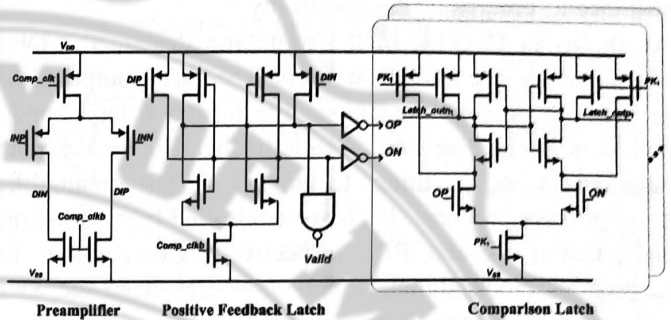 VDD
Comp_clk
DIP
DIN
PK1
PK1
Latch_outn1
Latch_outp1
INP
INN
OP
ON
DIN
DIP
Comp_clkb
OP
ON
Comp_clkb
Valid
PK1
VSS
VSS
Preamplifier
Positive Feedback Latch
Comparison Latch